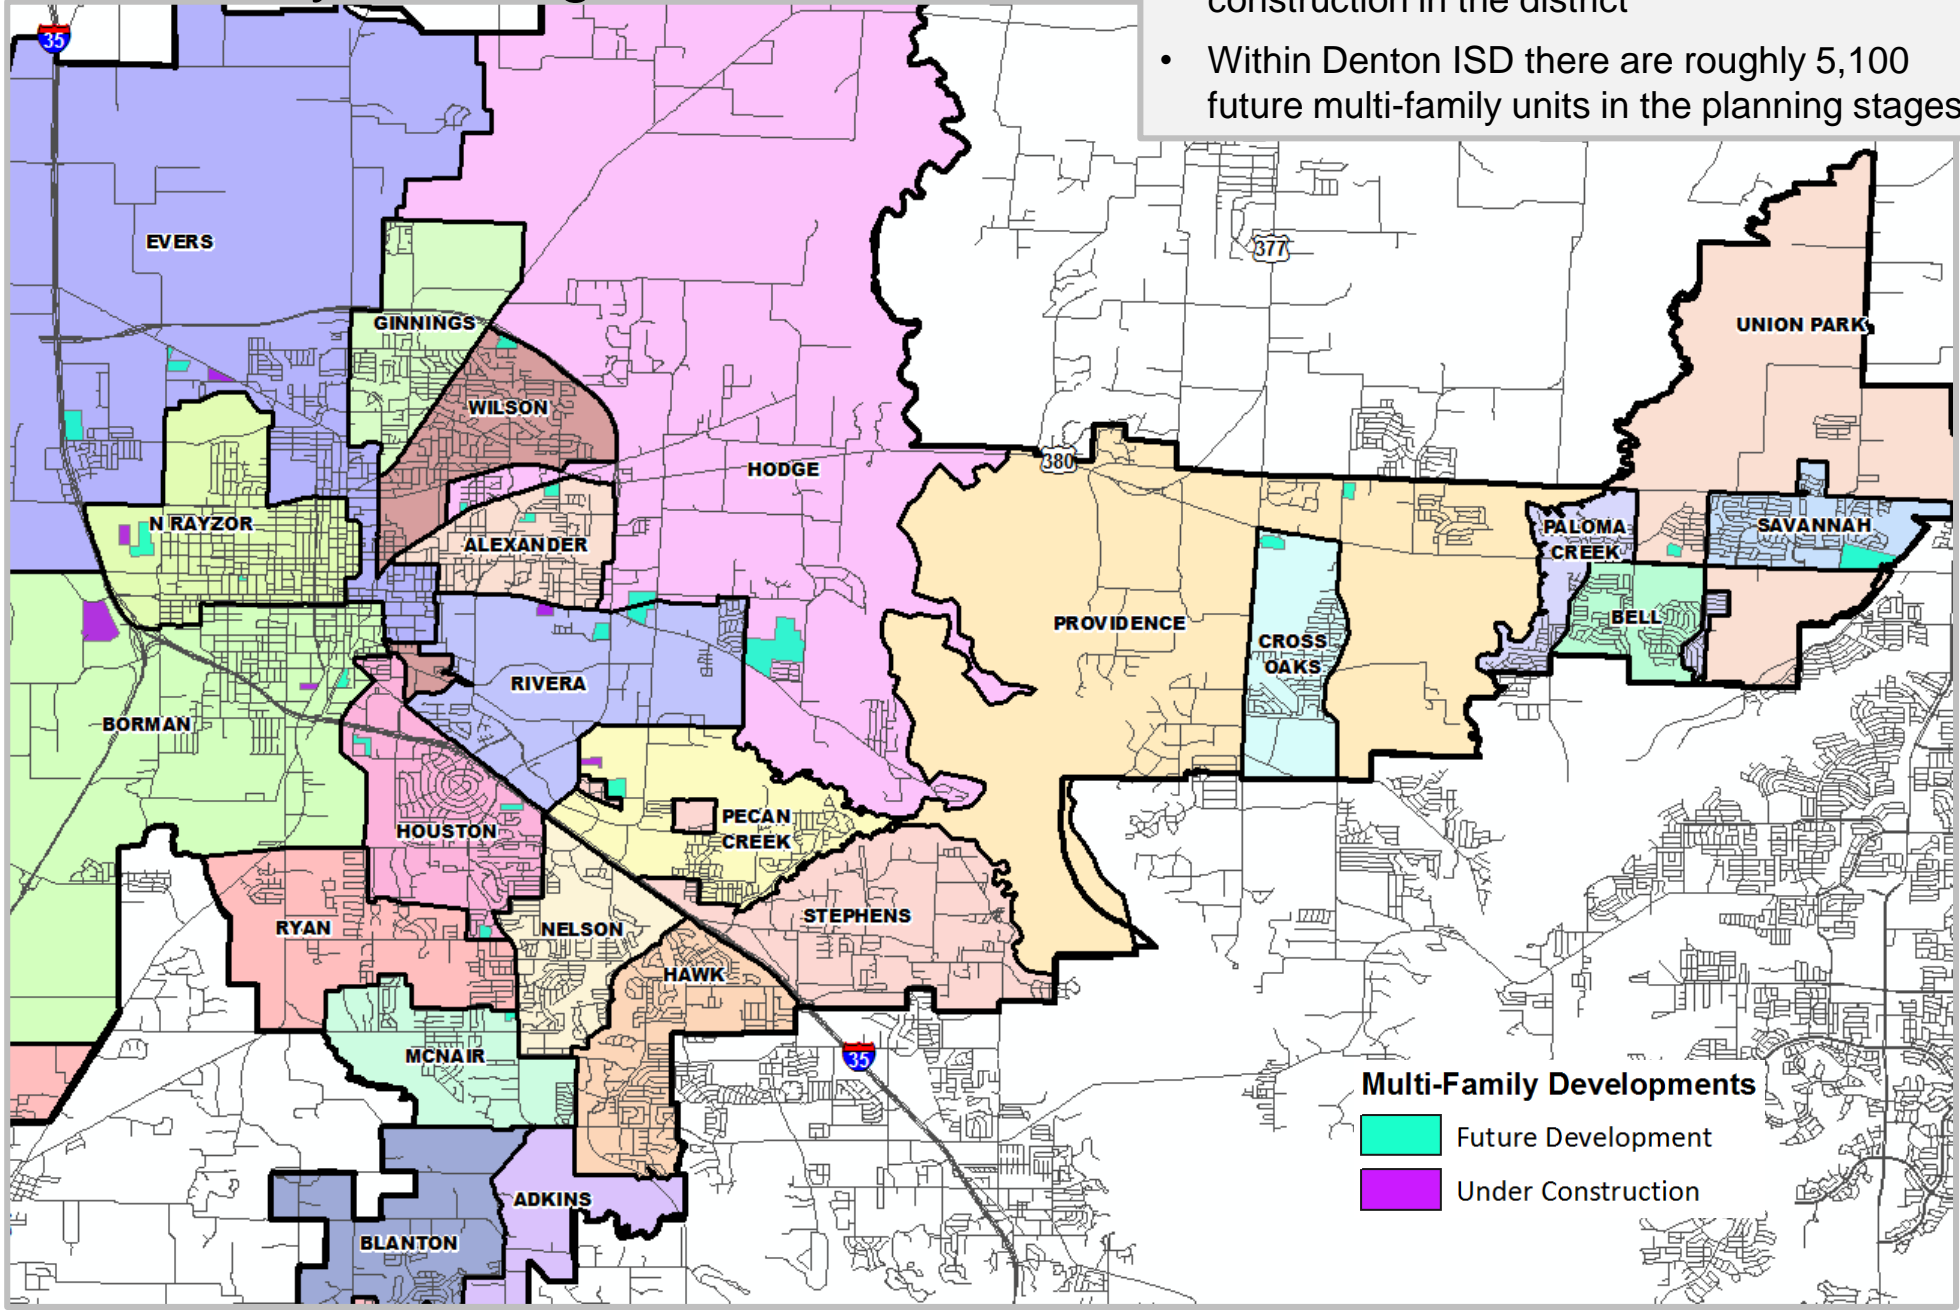 construction in the district
• Within Denton ISD there are roughly 5,100
future multi-family units in the planning stages
35
EVERS
377
UNION PARK
GINNINGS
WILSON
HODGE
380
N RAYZOR
ALEXANDER
PALOMA
CREEK
SAVANNAH
PROVIDENCE
BELL
CROSS
OAKS
RIVERA
BORMAN
PECAN
CREEK
HOUSTON
STEPHENS
RYAN
NELSON
HAWK
MCNAIR
35
ADKINS
BLANTON
Multi-Family Developments
Future Development
Under Construction